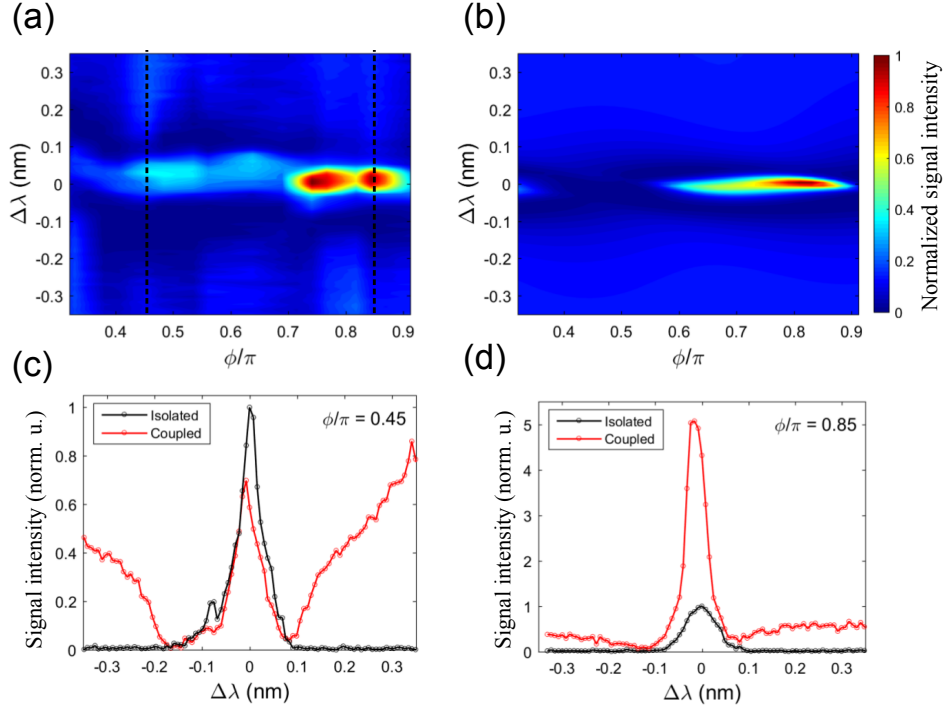 (a)
(b)
0.3
0.2
0.1
0
-0.1
-0.2
-0.3
Δλ (nm)
0.4 0.5 0.6 0.7 0.8 0.9
ϕ/π
0.3
0.2
0.1
0
-0.1
-0.2
-0.3
Δλ (nm)
0.4 0.5 0.6 0.7 0.8 0.9
ϕ/π
1
0.8
0.6
0.4
0.2
0
Normalized signal intensity
(c)
(d)
Isolated
Coupled
ϕ/π = 0.45
1
0.8
0.6
0.4
0.2
0
Signal intensity (norm. u.)
-0.3 -0.2 -0.1 0 0.1 0.2 0.3
Δλ (nm)
Isolated
Coupled
ϕ/π = 0.85
5
4
3
2
1
0
Signal intensity (norm. u.)
-0.3 -0.2 -0.1 0 0.1 0.2 0.3
Δλ (nm)